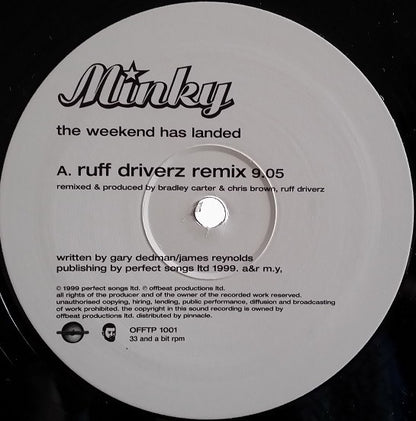 Minky
the weekend has landed
A. ruff driverz remix 9.05
remixed & produced by bradley carter & chris brown, ruff driverz
written by gary dedman/james reynolds
publishing by perfect songs ltd 1999. a&r m.y,
© 1999 perfect songs ltd. ℗ offbeat productions ltd.
all rights of the producer and of the owner of the recorded work reserved.
unauthorised copying, hiring, lending, public performance, diffusion and broadcasting
of work prohibited. the copyright in this sound recording is owned by
offbeat productions ltd. distributed by pinnacle.
OFFTP 1001
33 and a bit rpm